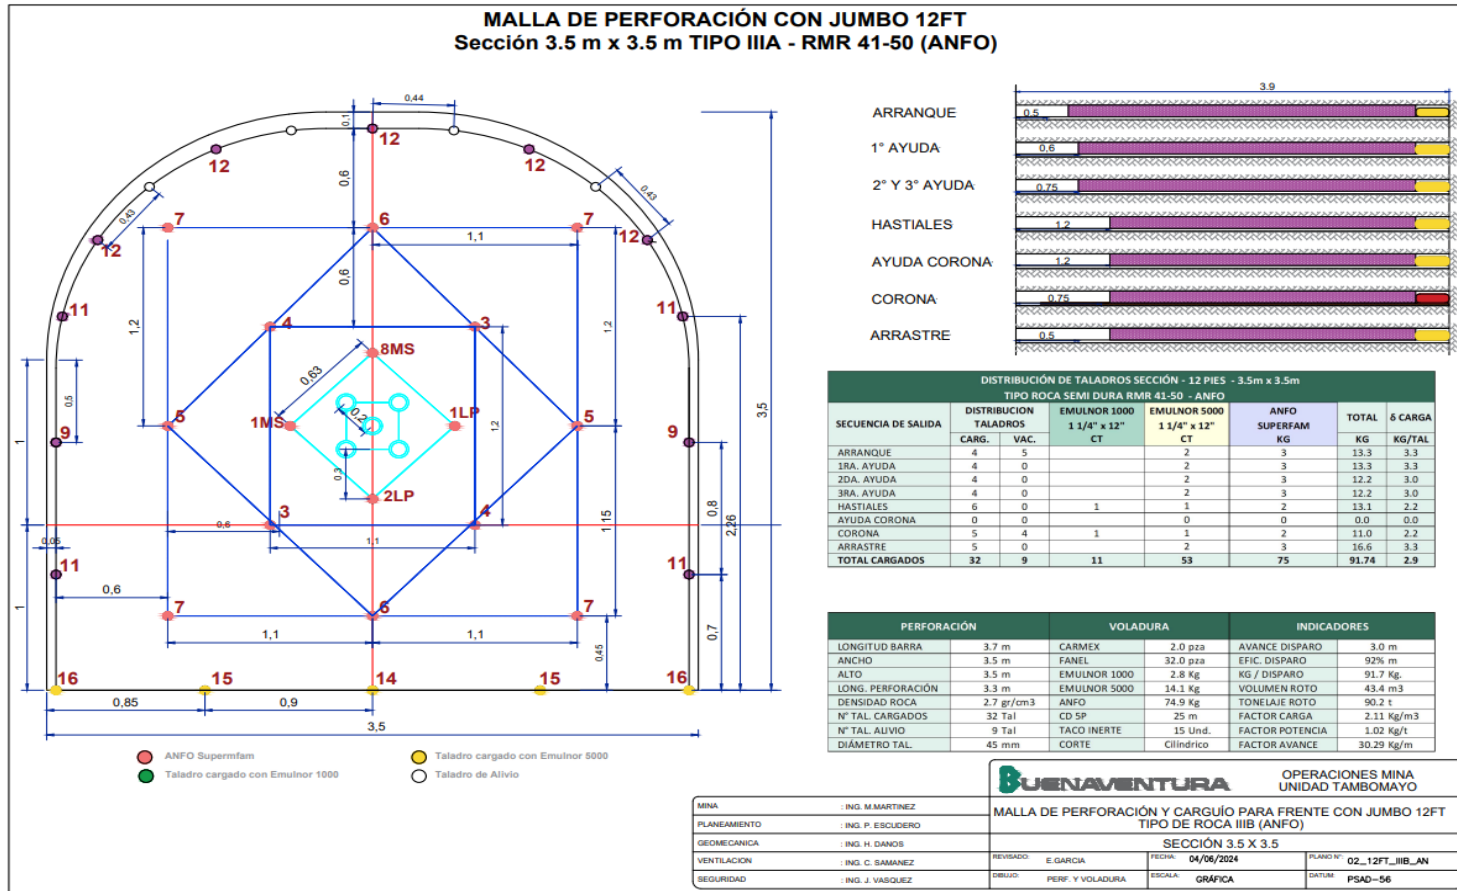 MALLA DE PERFORACIÓN CON JUMBO 12FT
Sección 3.5 m x 3.5 m TIPO IIIA - RMR 41-50 (ANFO)
0,44
0.1
12
12
12
0,6
0,43
0,43
12
12
7
6
7
1,1
0,6
1,2
1,2
11
11
4
3
8MS
0,63
0.2
1MS
1LP
5
5
1,2
0,3
2LP
1
0,5
9
9
3
4
0,6
1,1
1.15
0,8
2,26
3,5
0,05
11
11
0,6
7
6
7
1,1
1,1
0,45
0,7
1
16
15
14
15
16
0,85
0,9
3,5
ANFO Supermfam
Taladro cargado con Emulnor 5000
Taladro cargado con Emulnor 1000
Taladro de Alivio
3.9
ARRANQUE
0,5
1° AYUDA
0,6
2° Y 3° AYUDA
0.75
HASTIALES
1.2
AYUDA CORONA
1.2
CORONA
0.75
ARRASTRE
0.5
DISTRIBUCIÓN DE TALADROS SECCIÓN - 12 PIES - 3.5m x 3.5m
TIPO ROCA SEMI DURA RMR 41-50 - ANFO
SECUENCIA DE SALIDA DISTRIBUCION TALADROS EMULNOR 1000 1 1/4" x 12" EMULNOR 5000 1 1/4" x 12" ANFO SUPERFAM TOTAL δ CARGA
CARG. VAC. CT CT KG KG KG/TAL
ARRANQUE 4 5 2 3 13.3 3.3
1RA. AYUDA 4 0 2 3 13.3 3.3
2DA. AYUDA 4 0 2 3 12.2 3.0
3RA. AYUDA 4 0 2 3 12.2 3.0
HASTIALES 6 0 1 1 2 13.1 2.2
AYUDA CORONA 0 0 0 0 0.0 0.0
CORONA 5 4 1 1 2 11.0 2.2
ARRASTRE 5 0 2 3 16.6 3.3
TOTAL CARGADOS 32 9 11 53 75 91.74 2.9
PERFORACIÓN VOLADURA INDICADORES
LONGITUD BARRA 3.7 m CARMEX 2.0 pza AVANCE DISPARO 3.0 m
ANCHO 3.5 m FANEL 32.0 pza EFIC. DISPARO 92% m
ALTO 3.5 m EMULNOR 1000 2.8 Kg KG / DISPARO 91.7 Kg.
LONG. PERFORACIÓN 3.3 m EMULNOR 5000 14.1 Kg VOLUMEN ROTO 43.4 m3
DENSIDAD ROCA 2.7 gr/cm3 ANFO 74.9 Kg TONELAJE ROTO 90.2 t
N° TAL. CARGADOS 32 Tal CD 5P 25 m FACTOR CARGA 2.11 Kg/m3
N° TAL. ALIVIO 9 Tal TACO INERTE 15 Und. FACTOR POTENCIA 1.02 Kg/t
DIÁMETRO TAL. 45 mm CORTE Cilíndrico FACTOR AVANCE 30.29 Kg/m
BUENAVENTURA
OPERACIONES MINA
UNIDAD TAMBOMAYO
MINA : ING. M.MARTINEZ
PLANEAMIENTO : ING. P. ESCUDERO
GEOMECANICA : ING. H. DANOS
VENTILACION : ING. C. SAMANEZ
SEGURIDAD : ING. J. VASQUEZ
MALLA DE PERFORACIÓN Y CARGUÍO PARA FRENTE CON JUMBO 12FT
TIPO DE ROCA IIIB (ANFO)
SECCIÓN 3.5 X 3.5
REVISADO: E.GARCIA FECHA: 04/06/2024 PLANO N°: 02_12FT_IIIB_AN
DIBUJO: PERF. Y VOLADURA ESCALA: GRÁFICA DATUM: PSAD-56